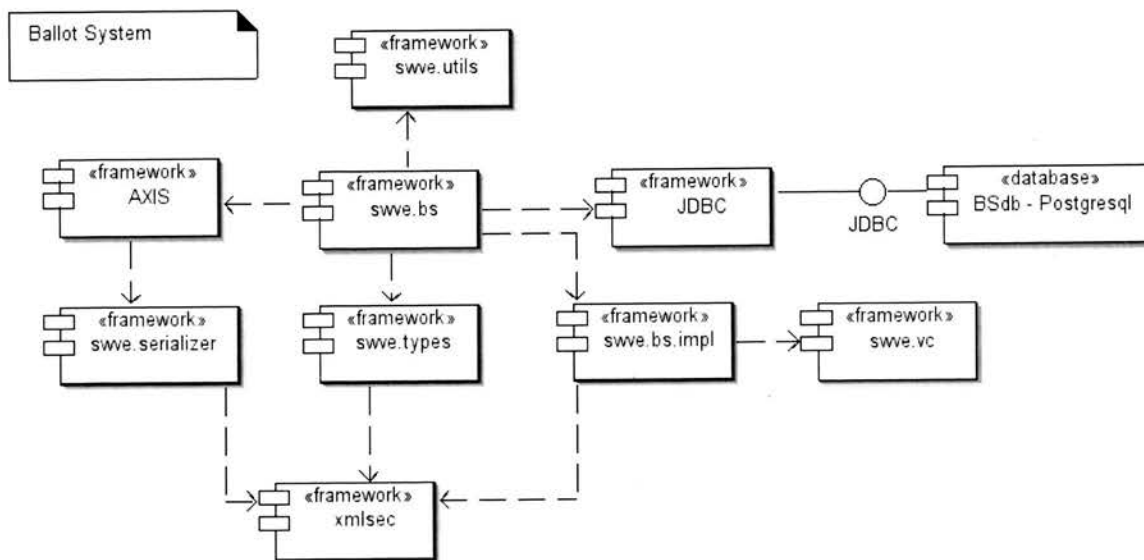 Ballot System
«framework»
swve.utils
«framework»
AXIS
«framework»
swve.bs
«framework»
JDBC
JDBC
«database»
BSdb - Postgresql
«framework»
swve.serializer
«framework»
swve.types
«framework»
swve.bs.impl
«framework»
swve.vc
«framework»
xmlsec